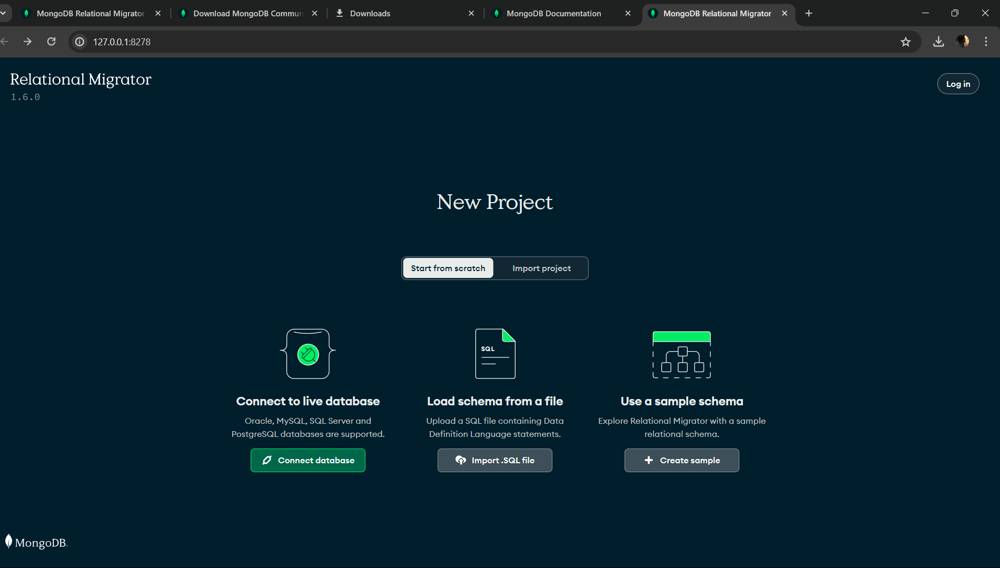 MongoDB Relational Migrator
Download MongoDB Commun
Downloads
MongoDB Documentation
MongoDB Relational Migrator
127.0.0.1:8278
Relational Migrator
1.6.0
Log in
New Project
Start from scratch
Import project
SQL
Connect to live database
Oracle, MySQL, SQL Server and
PostgreSQL databases are supported.
Connect database
Load schema from a file
Upload a SQL file containing Data
Definition Language statements.
Import .SQL file
Use a sample schema
Explore Relational Migrator with a sample
relational schema.
Create sample
MongoDB.